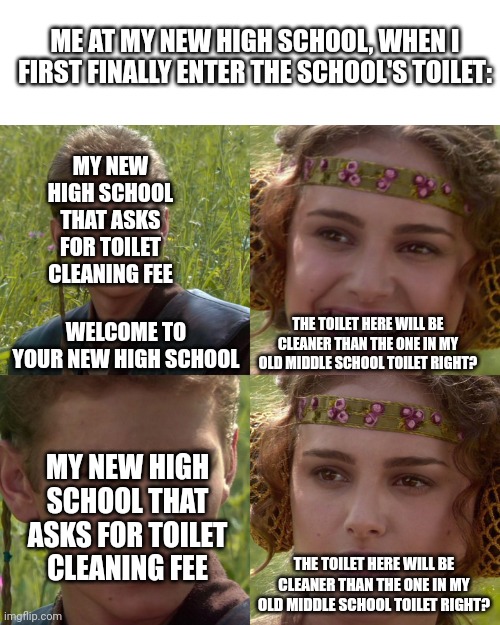 ME AT MY NEW HIGH SCHOOL, WHEN I
FIRST FINALLY ENTER THE SCHOOL'S TOILET:
MY NEW
HIGH SCHOOL
THAT ASKS
FOR TOILET
CLEANING FEE
WELCOME TO
YOUR NEW HIGH SCHOOL
THE TOILET HERE WILL BE
CLEANER THAN THE ONE IN MY
OLD MIDDLE SCHOOL TOILET RIGHT?
MY NEW HIGH
SCHOOL THAT
ASKS FOR TOILET
CLEANING FEE
THE TOILET HERE WILL BE
CLEANER THAN THE ONE IN MY
OLD MIDDLE SCHOOL TOILET RIGHT?
imgflip.com